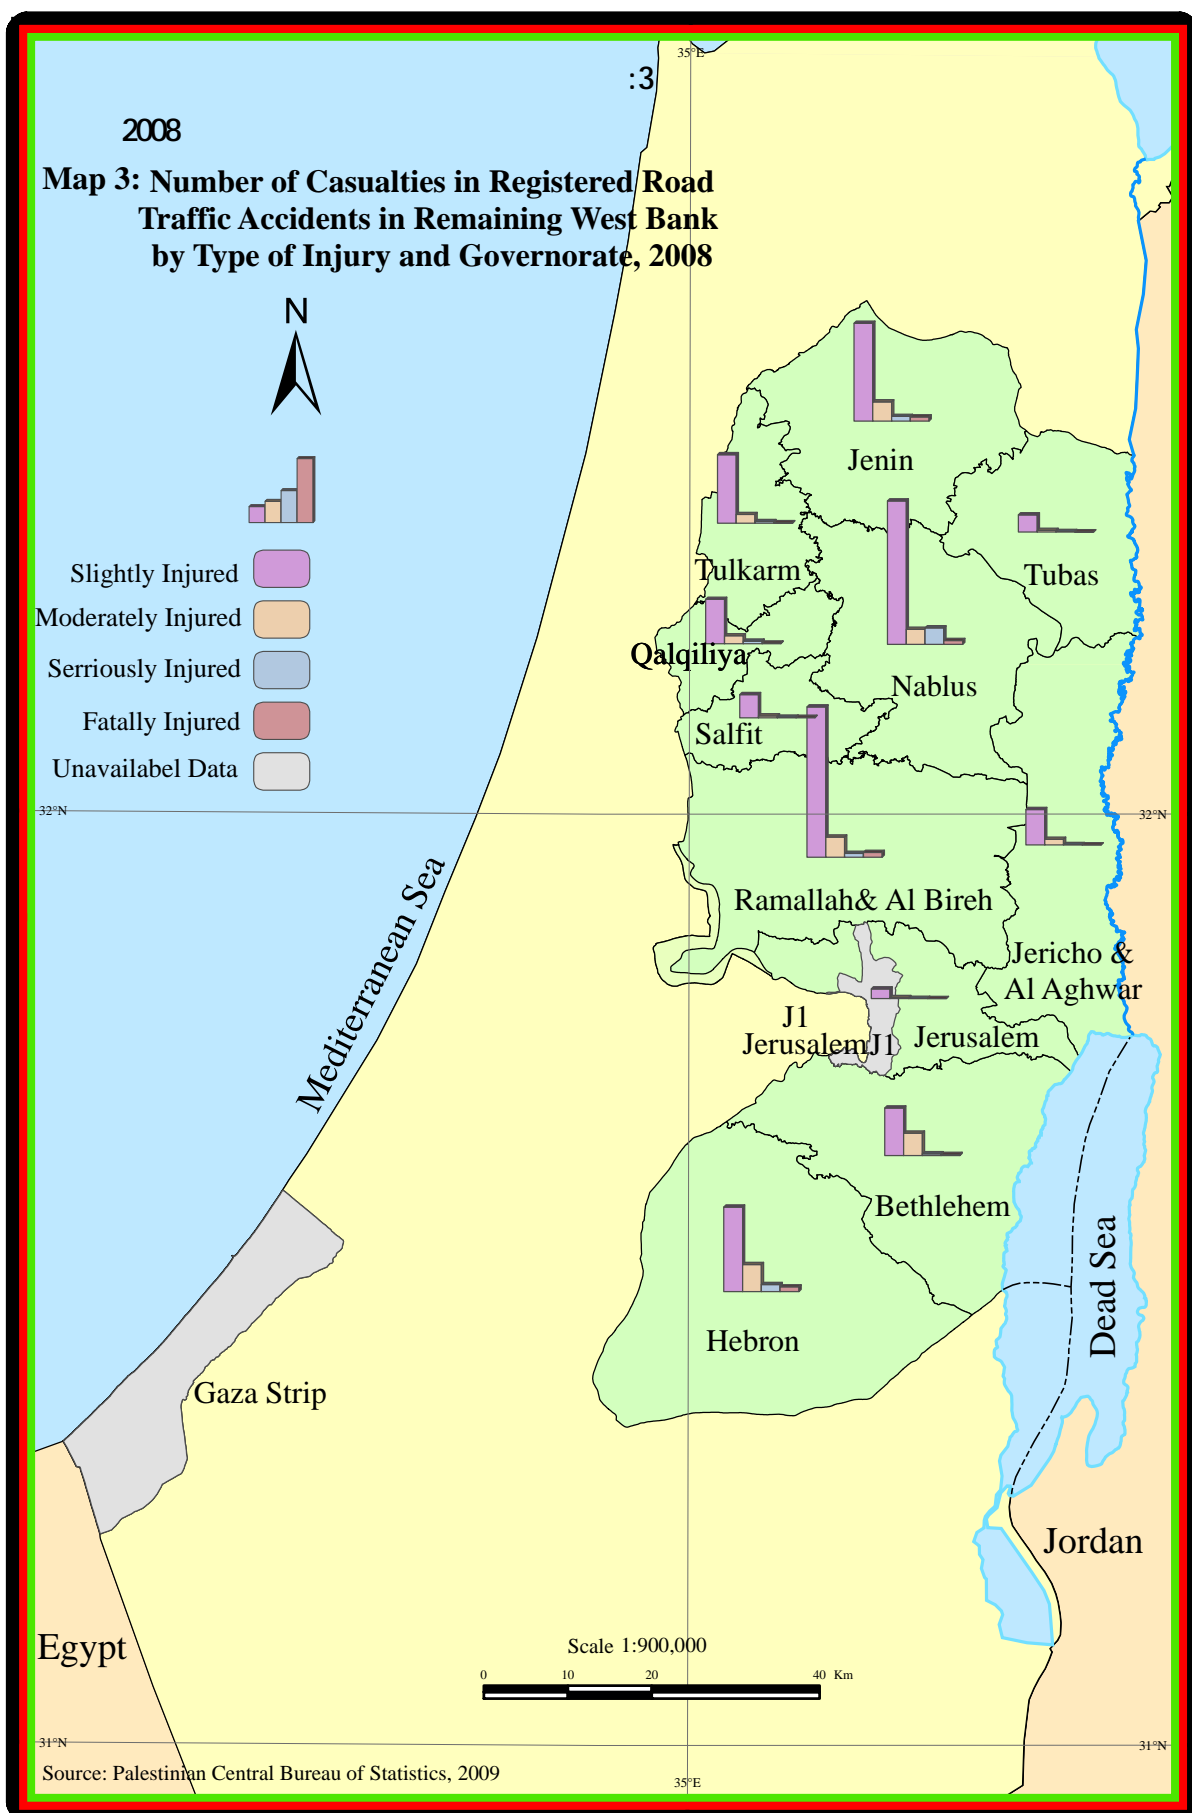 35°E
:3
2008
Map 3: Number of Casualties in Registered Road
Traffic Accidents in Remaining West Bank
by Type of Injury and Governorate, 2008
N
Slightly Injured
Moderately Injured
Serriously Injured
Fatally Injured
Unavailabel Data
Jenin
Tulkarm
Tubas
Qalqiliya
Nablus
Salfit
32°N
32°N
Ramallah& Al Bireh
Jericho &
Al Aghwar
Mediterranean Sea
J1
Jerusalem
J1
Jerusalem
Bethlehem
Dead Sea
Hebron
Gaza Strip
Jordan
Egypt
Scale 1:900,000
0 10 20 40 Km
31°N
31°N
Source: Palestinian Central Bureau of Statistics, 2009
35°E